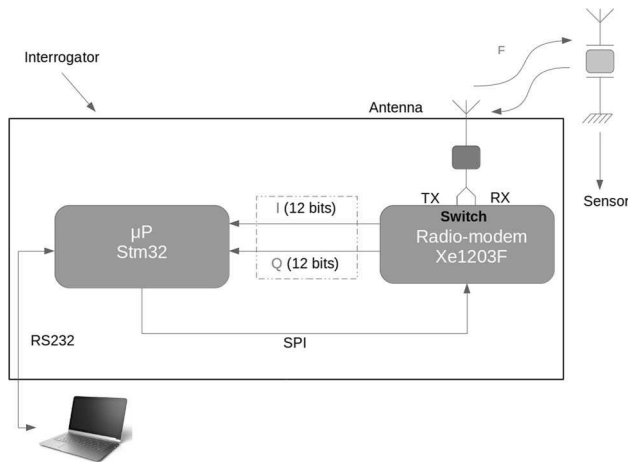 F
Interrogator
Antenna
TX
RX
Sensor
I (12 bits)
Switch
μP
Stm32
Radio-modem
Xe1203F
Q (12 bits)
RS232
SPI